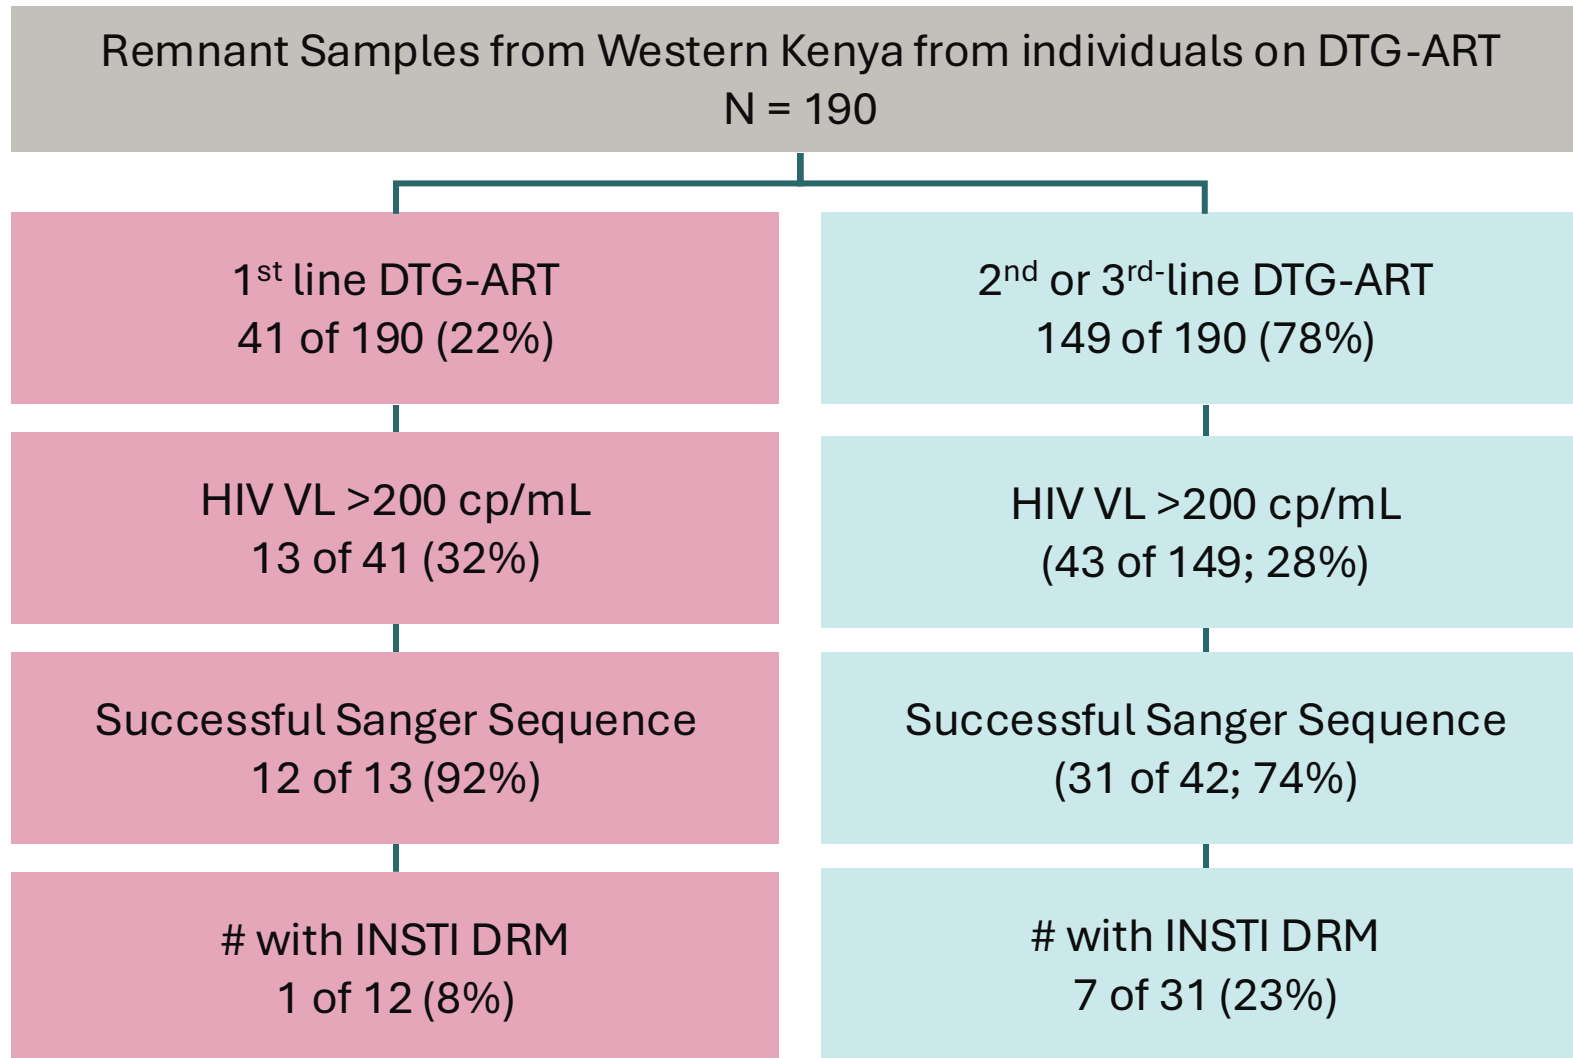 Remnant Samples from Western Kenya from individuals on DTG-ART
N = 190
1st line DTG-ART
41 of 190 (22%)
2nd or 3rd-line DTG-ART
149 of 190 (78%)
HIV VL >200 cp/mL
13 of 41 (32%)
HIV VL >200 cp/mL
(43 of 149; 28%)
Successful Sanger Sequence
12 of 13 (92%)
Successful Sanger Sequence
(31 of 42; 74%)
# with INSTI DRM
1 of 12 (8%)
# with INSTI DRM
7 of 31 (23%)